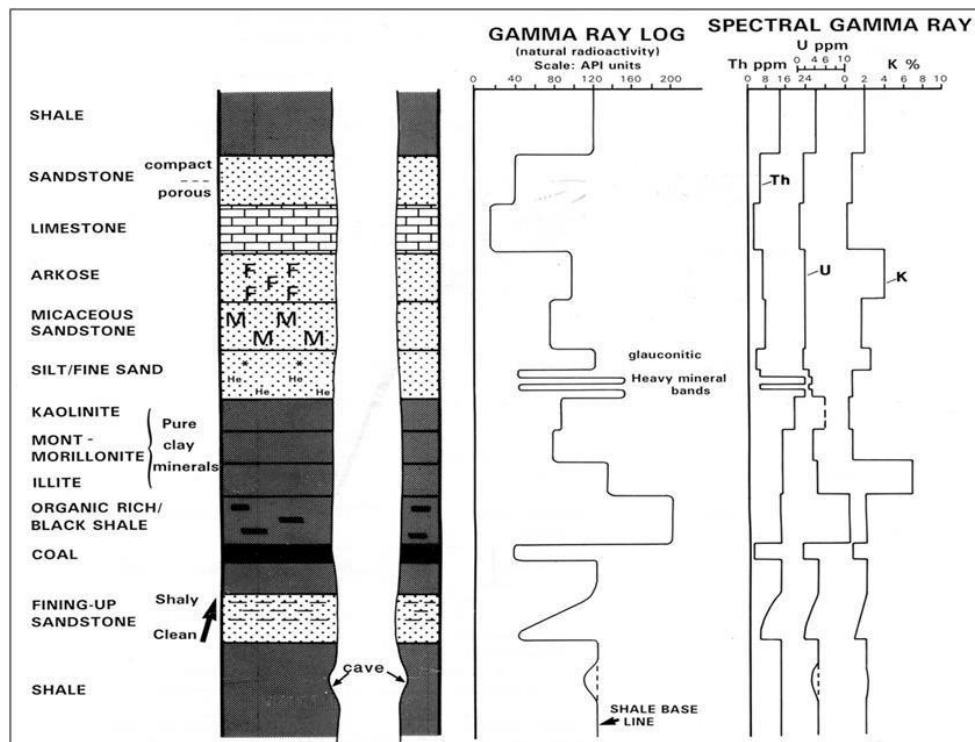 GAMMA RAY LOG
(natural radioactivity)
Scale: API units
0 40 80 120 160 200
SPECTRAL GAMMA RAY
U ppm
0 4 6 10
Th ppm
K %
0 8 16 24 0 2 4 6 8 10
SHALE
SANDSTONE
compact
porous
LIMESTONE
ARKOSE
F F
F
F F
MICACEOUS
SANDSTONE
M M
M M
SILT/FINE SAND
He He He
KAOLINITE
MONT-
MORILLONITE
ILLITE
Pure
clay
minerals
ORGANIC RICH/
BLACK SHALE
COAL
FINING-UP
SANDSTONE
Shaly
Clean
SHALE
cave
glauconitic
Heavy mineral
bands
SHALE BASE
LINE
Th
U
K